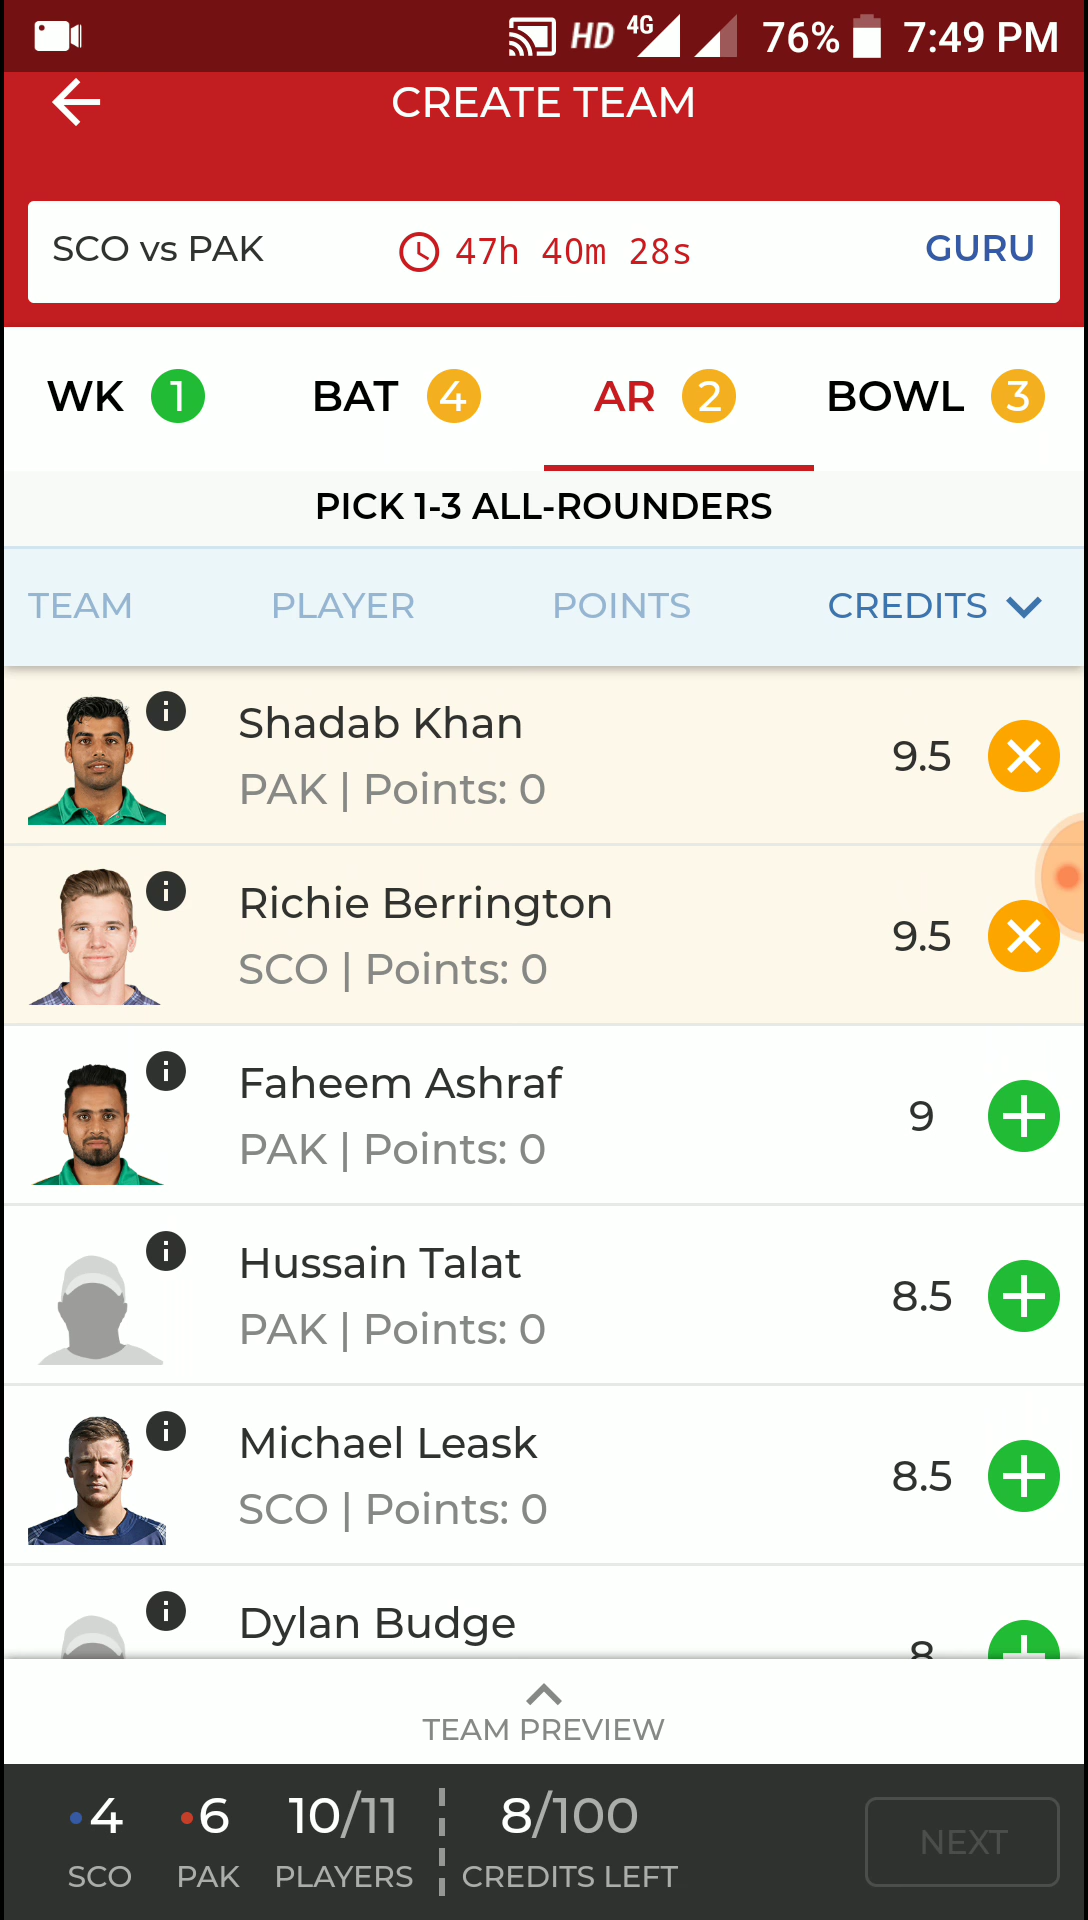 HD 4G 76% 7:49 PM
CREATE TEAM
SCO vs PAK 47h 40m 28s GURU
WK 1 BAT 4 AR 2 BOWL 3
PICK 1-3 ALL-ROUNDERS
TEAM PLAYER POINTS CREDITS
Shadab Khan
PAK | Points: 0
9.5
Richie Berrington
SCO | Points: 0
9.5
Faheem Ashraf
PAK | Points: 0
9
Hussain Talat
PAK | Points: 0
8.5
Michael Leask
SCO | Points: 0
8.5
Dylan Budge
8
TEAM PREVIEW
4 6 10/11 8/100
SCO PAK PLAYERS CREDITS LEFT
NEXT